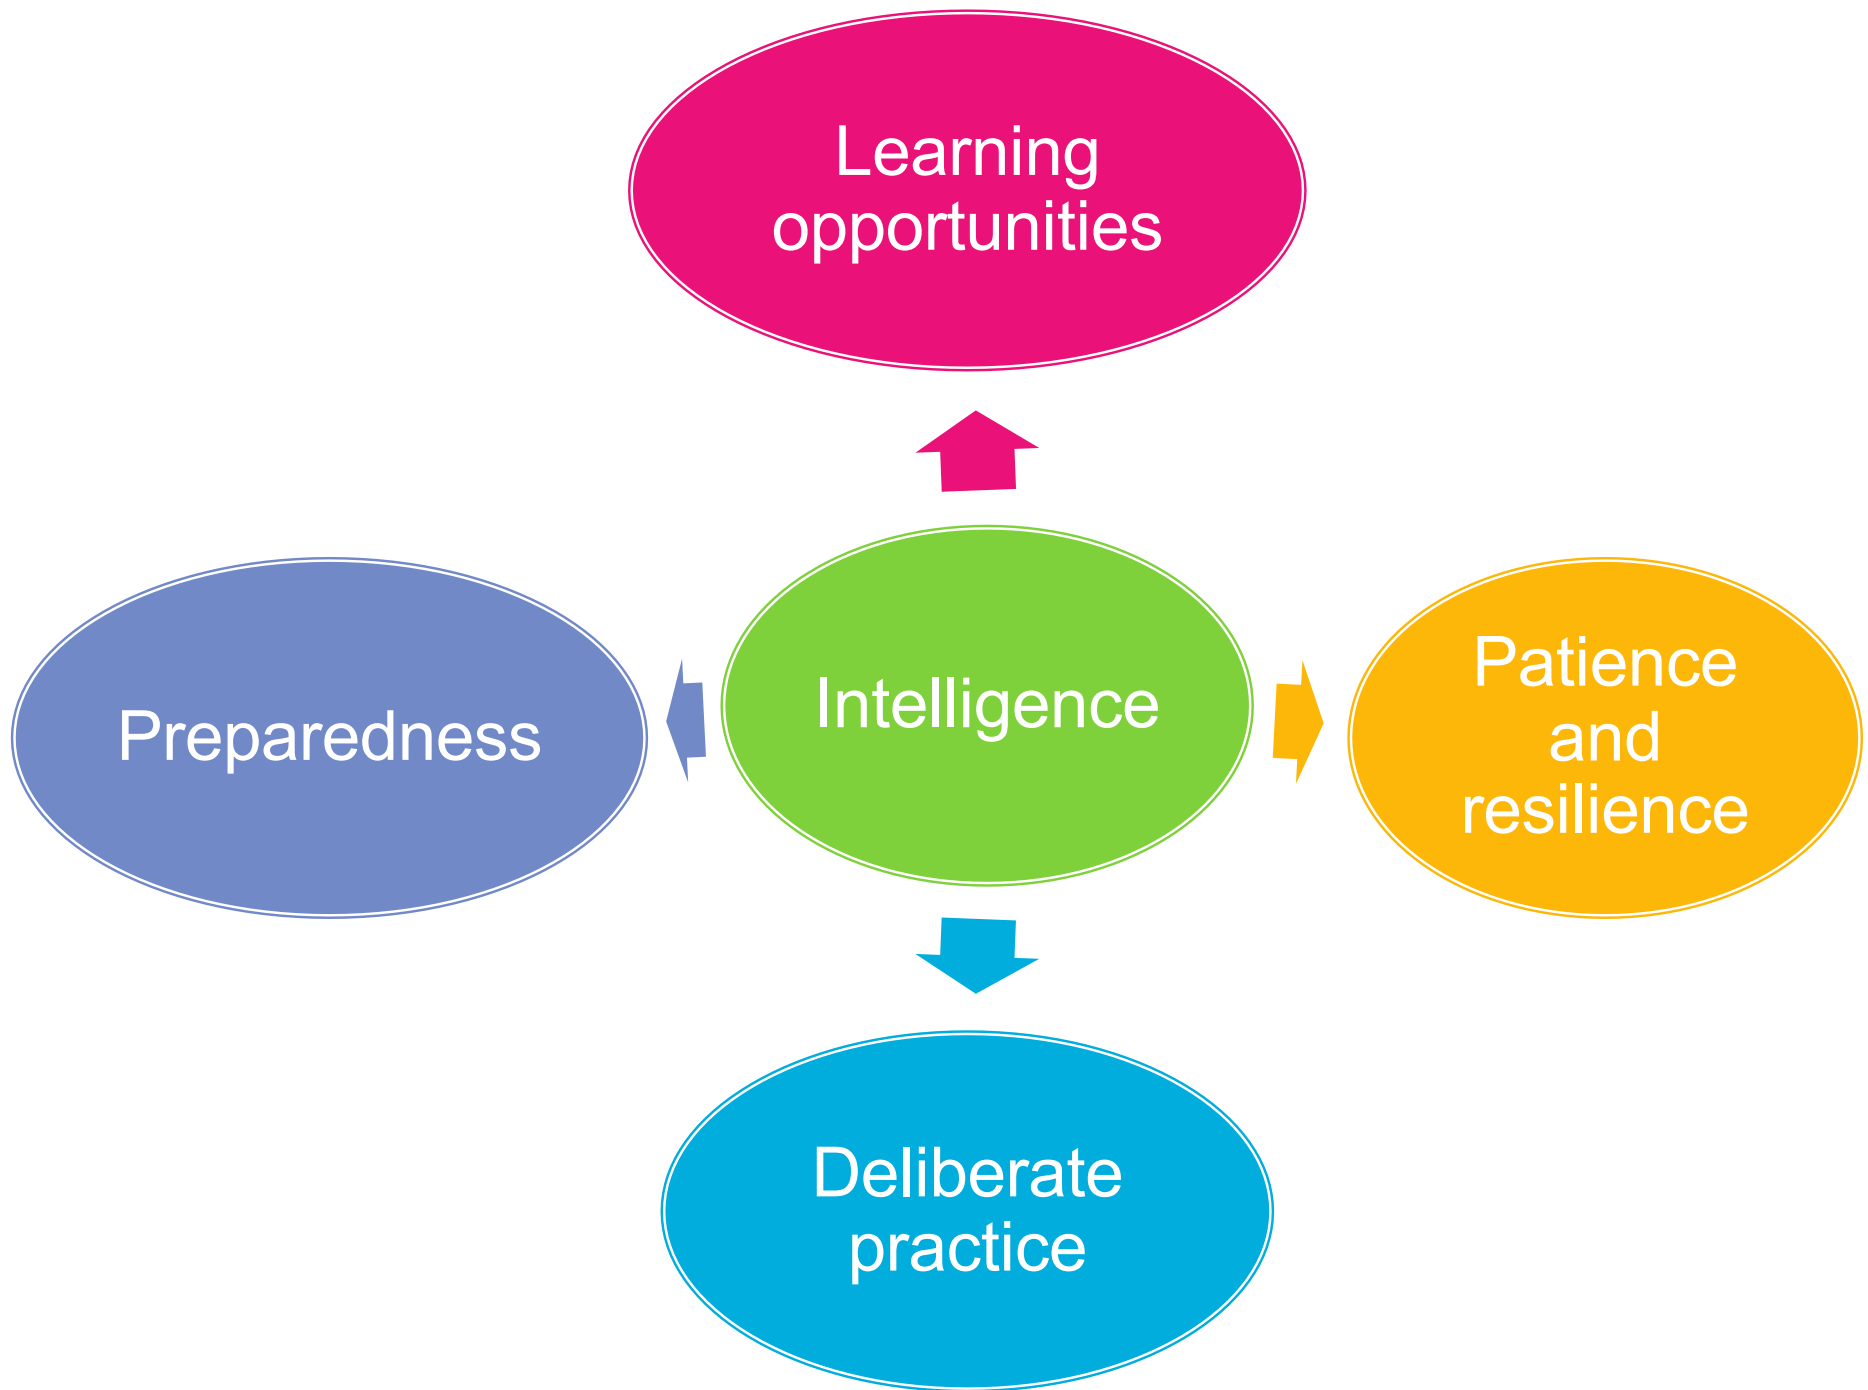 Learning
opportunities
Preparedness
Intelligence
Patience
and
resilience
Deliberate
practice